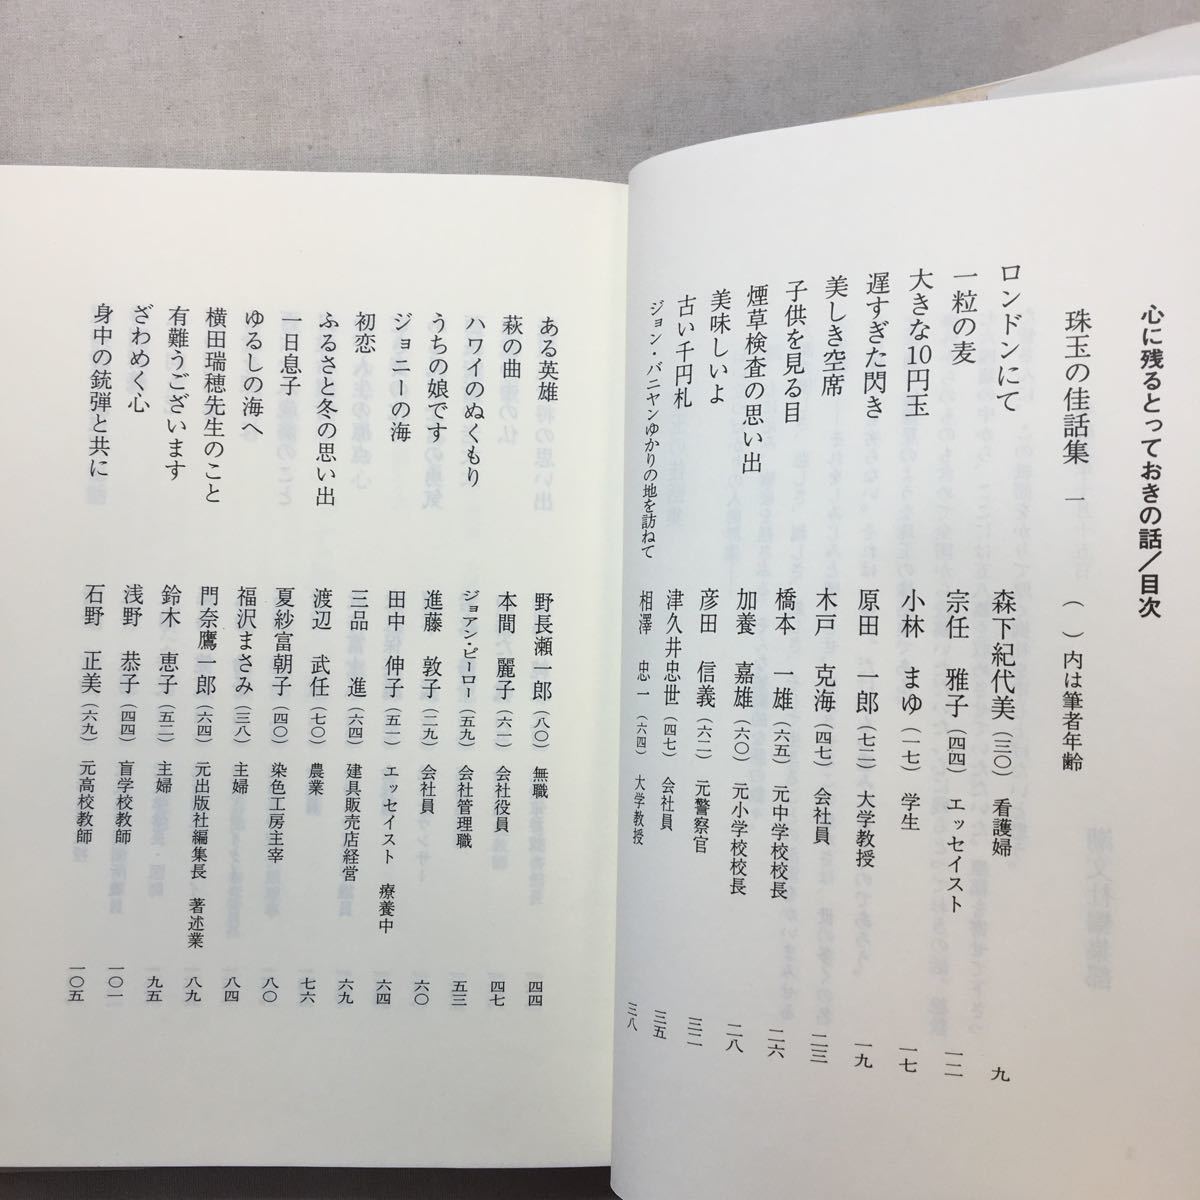 心に残るとっておきの話/目次
珠玉の佳話集 一 ( )内は筆者年齢
ロンドンにて 森下紀代美(三〇) 看護婦 九
一粒の麦 宗任 雅子(四四) エッセイスト 一二
大きな10円玉 小林 まゆ(一七) 学生 一七
遅すぎた閃き 原田 一郎(七二) 大学教授 一九
美しき空席 木戸 克海(四七) 会社員 二三
子供を見る目 橋本 一雄(六五) 元中学校校長 二六
煙草検査の思い出 加養 嘉雄(六〇) 元小学校校長 二八
美味しいよ 彦田 信義(六二) 元警察官 三二
古い千円札 津久井忠世(四七) 会社員 三五
ジョン・バニヤンゆかりの地を訪ねて 相澤 忠一(六四) 大学教授 三八
ある英雄 野長瀬一郎(八〇) 無職 四四
萩の曲 本間 麗子(六一) 会社役員 四七
ハワイのぬくもり ジョアン・ビーロー(五九) 会社管理職 五三
うちの娘です 進藤 敦子(二九) 会社員 六〇
ジョニーの海 田中 伸子(五一) エッセイスト 療養中 六四
初恋 三品 進(六四) 建具販売店経営 六九
ふるさと冬の思い出 渡辺 武任(七〇) 農業 七六
一日息子 夏紗富朝子(四〇) 染色工房主宰 八〇
ゆるしの海へ 福沢まさみ(三八) 主婦 八四
横田瑞穂先生のこと 門奈鷹一郎(六四) 元出版社編集長 著述業 八九
有難うございます 鈴木 恵子(五二) 主婦 九五
ざわめく心 浅野 恭子(四四) 盲学校教師 一〇一
身中の銃弾と共に 石野 正美(六九) 元高校教師 一〇五